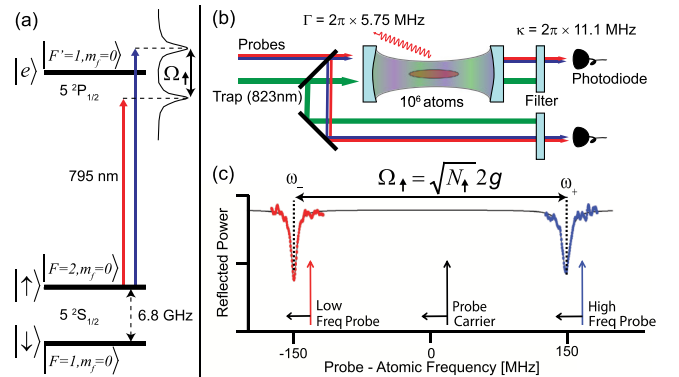 (a)
|F'=1,m_f=0⟩
|e⟩
5 ²P_{1/2}
Ω_↑
795 nm
|F=2,m_f=0⟩
|↑⟩
5 ²S_{1/2}
6.8 GHz
|↓⟩
|F=1,m_f=0⟩
(b)
Γ = 2π × 5.75 MHz
κ = 2π × 11.1 MHz
Probes
Trap (823nm)
10⁶ atoms
Filter
Photodiode
(c)
ω_-
Ω_↑ = √N_↑ 2g
ω_+
Reflected Power
Low
Freq Probe
Probe
Carrier
High
Freq Probe
-150
0
150
Probe - Atomic Frequency [MHz]